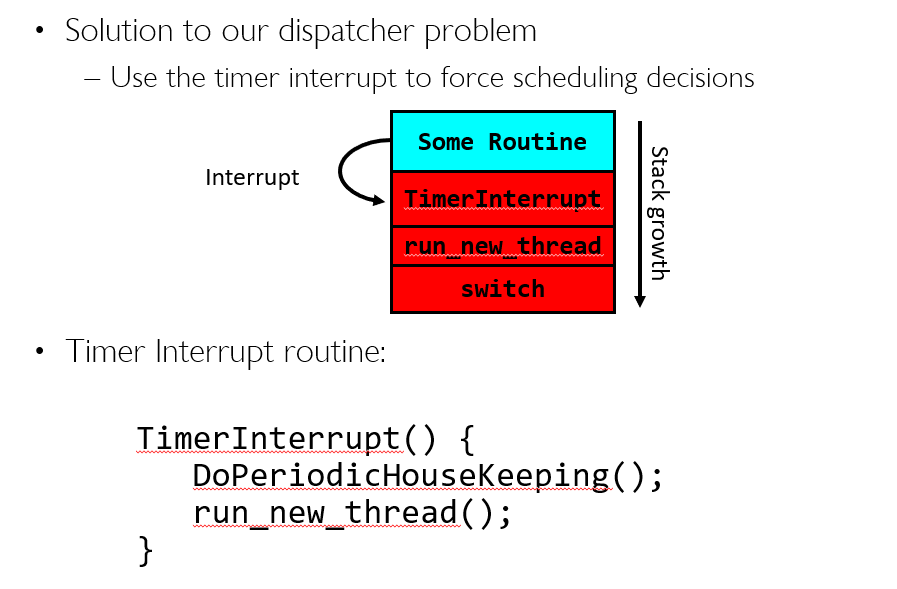 • Solution to our dispatcher problem
– Use the timer interrupt to force scheduling decisions
Some Routine
Interrupt
TimerInterrupt
run_new_thread
switch
Stack growth
• Timer Interrupt routine:
TimerInterrupt() {
DoPeriodicHouseKeeping();
run_new_thread();
}